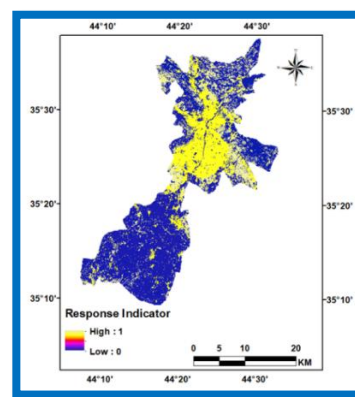 44°10' 44°20' 44°30'
35°30' 35°30'
35°20' 35°20'
35°10' 35°10'
Response Indicator
High : 1
Low : 0
0 5 10 20
KM
44°10' 44°20' 44°30'